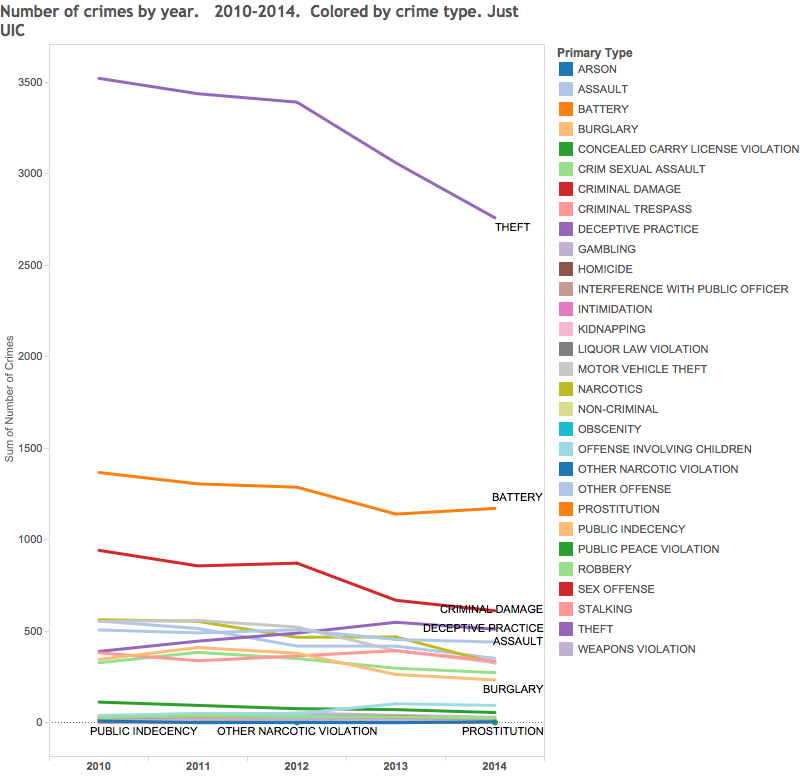 Number of crimes by year.   2010-2014.  Colored by crime type. Just
UIC
Primary Type
ARSON
ASSAULT
BATTERY
BURGLARY
CONCEALED CARRY LICENSE VIOLATION
CRIM SEXUAL ASSAULT
CRIMINAL DAMAGE
CRIMINAL TRESPASS
DECEPTIVE PRACTICE
GAMBLING
HOMICIDE
INTERFERENCE WITH PUBLIC OFFICER
INTIMIDATION
KIDNAPPING
LIQUOR LAW VIOLATION
MOTOR VEHICLE THEFT
NARCOTICS
NON-CRIMINAL
OBSCENITY
OFFENSE INVOLVING CHILDREN
OTHER NARCOTIC VIOLATION
OTHER OFFENSE
PROSTITUTION
PUBLIC INDECENCY
PUBLIC PEACE VIOLATION
ROBBERY
SEX OFFENSE
STALKING
THEFT
WEAPONS VIOLATION
Sum of Number of Crimes
3500
3000
2500
2000
1500
1000
500
0
THEFT
BATTERY
CRIMINAL DAMAGE
DECEPTIVE PRACTICE
ASSAULT
BURGLARY
PUBLIC INDECENCY
OTHER NARCOTIC VIOLATION
PROSTITUTION
2010
2011
2012
2013
2014